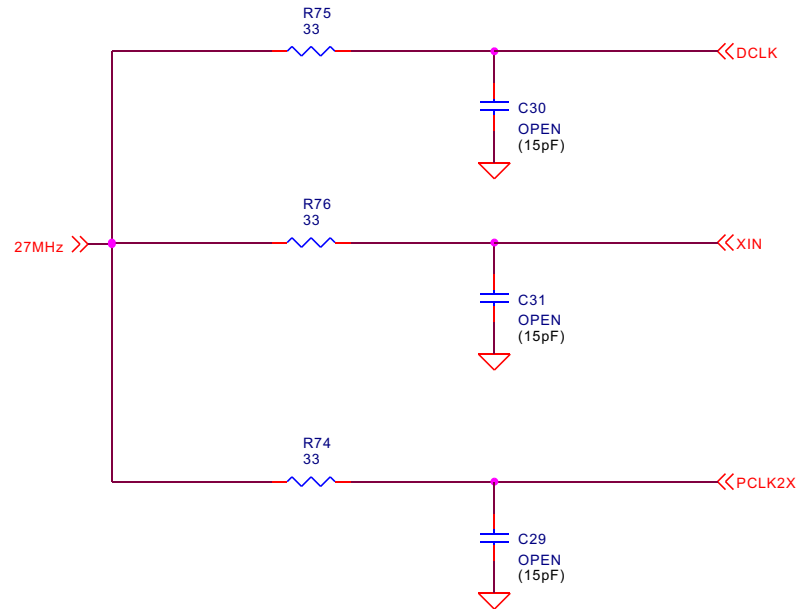 R75
33
DCLK
C30
OPEN
(15pF)
R76
33
27MHz
XIN
C31
OPEN
(15pF)
R74
33
PCLK2X
C29
OPEN
(15pF)